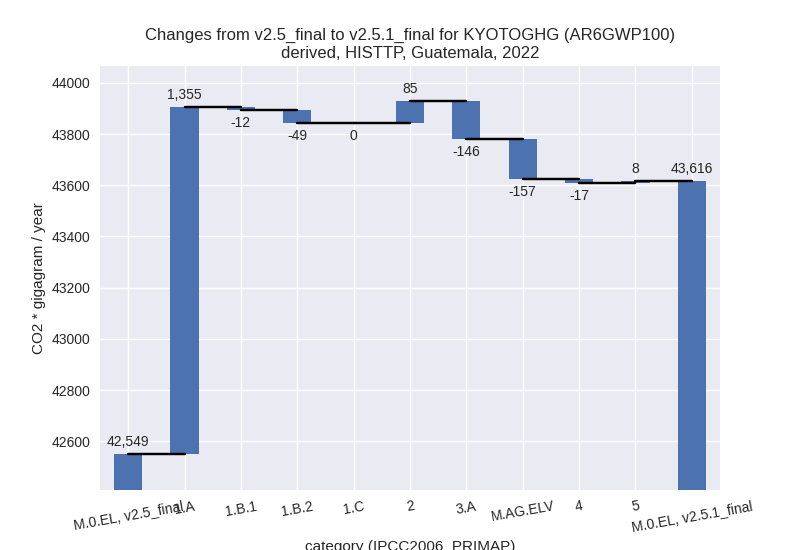 Changes from v2.5_final to v2.5.1_final for KYOTOGHG (AR6GWP100)
derived, HISTTP, Guatemala, 2022
CO2 * gigagram / year
44000
43800
43600
43400
43200
43000
42800
42600
42,549
1,355
-12
-49
0
85
-146
-157
-17
8
43,616
M.0.EL, v2.5_final
1.A
1.B.1
1.B.2
1.C
2
3.A
M.AG.ELV
4
5
M.0.EL, v2.5.1_final
category (IPCC2006_PRIMAP)